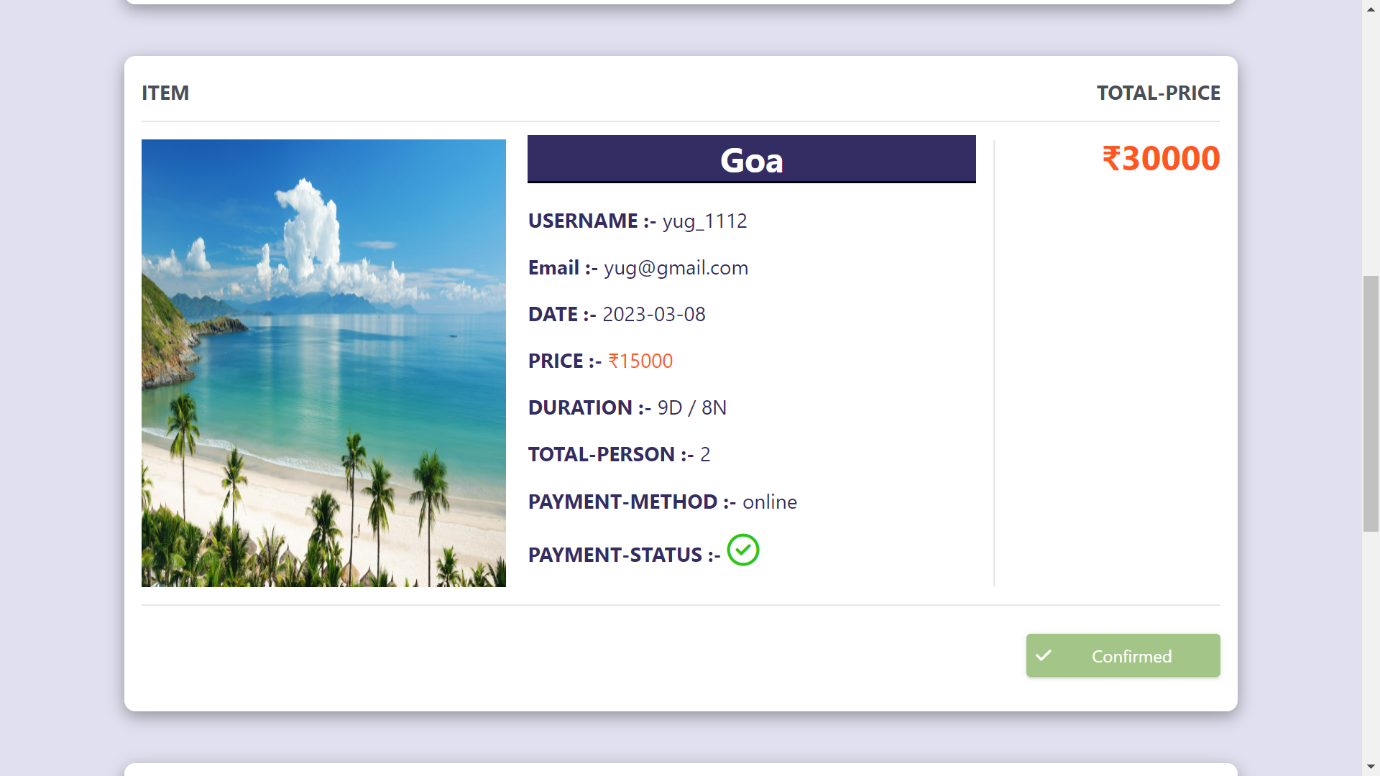 ITEM
TOTAL-PRICE
Goa
₹30000
USERNAME :- yug_1112
Email :- yug@gmail.com
DATE :- 2023-03-08
PRICE :- ₹15000
DURATION :- 9D / 8N
TOTAL-PERSON :- 2
PAYMENT-METHOD :- online
PAYMENT-STATUS :-
Confirmed